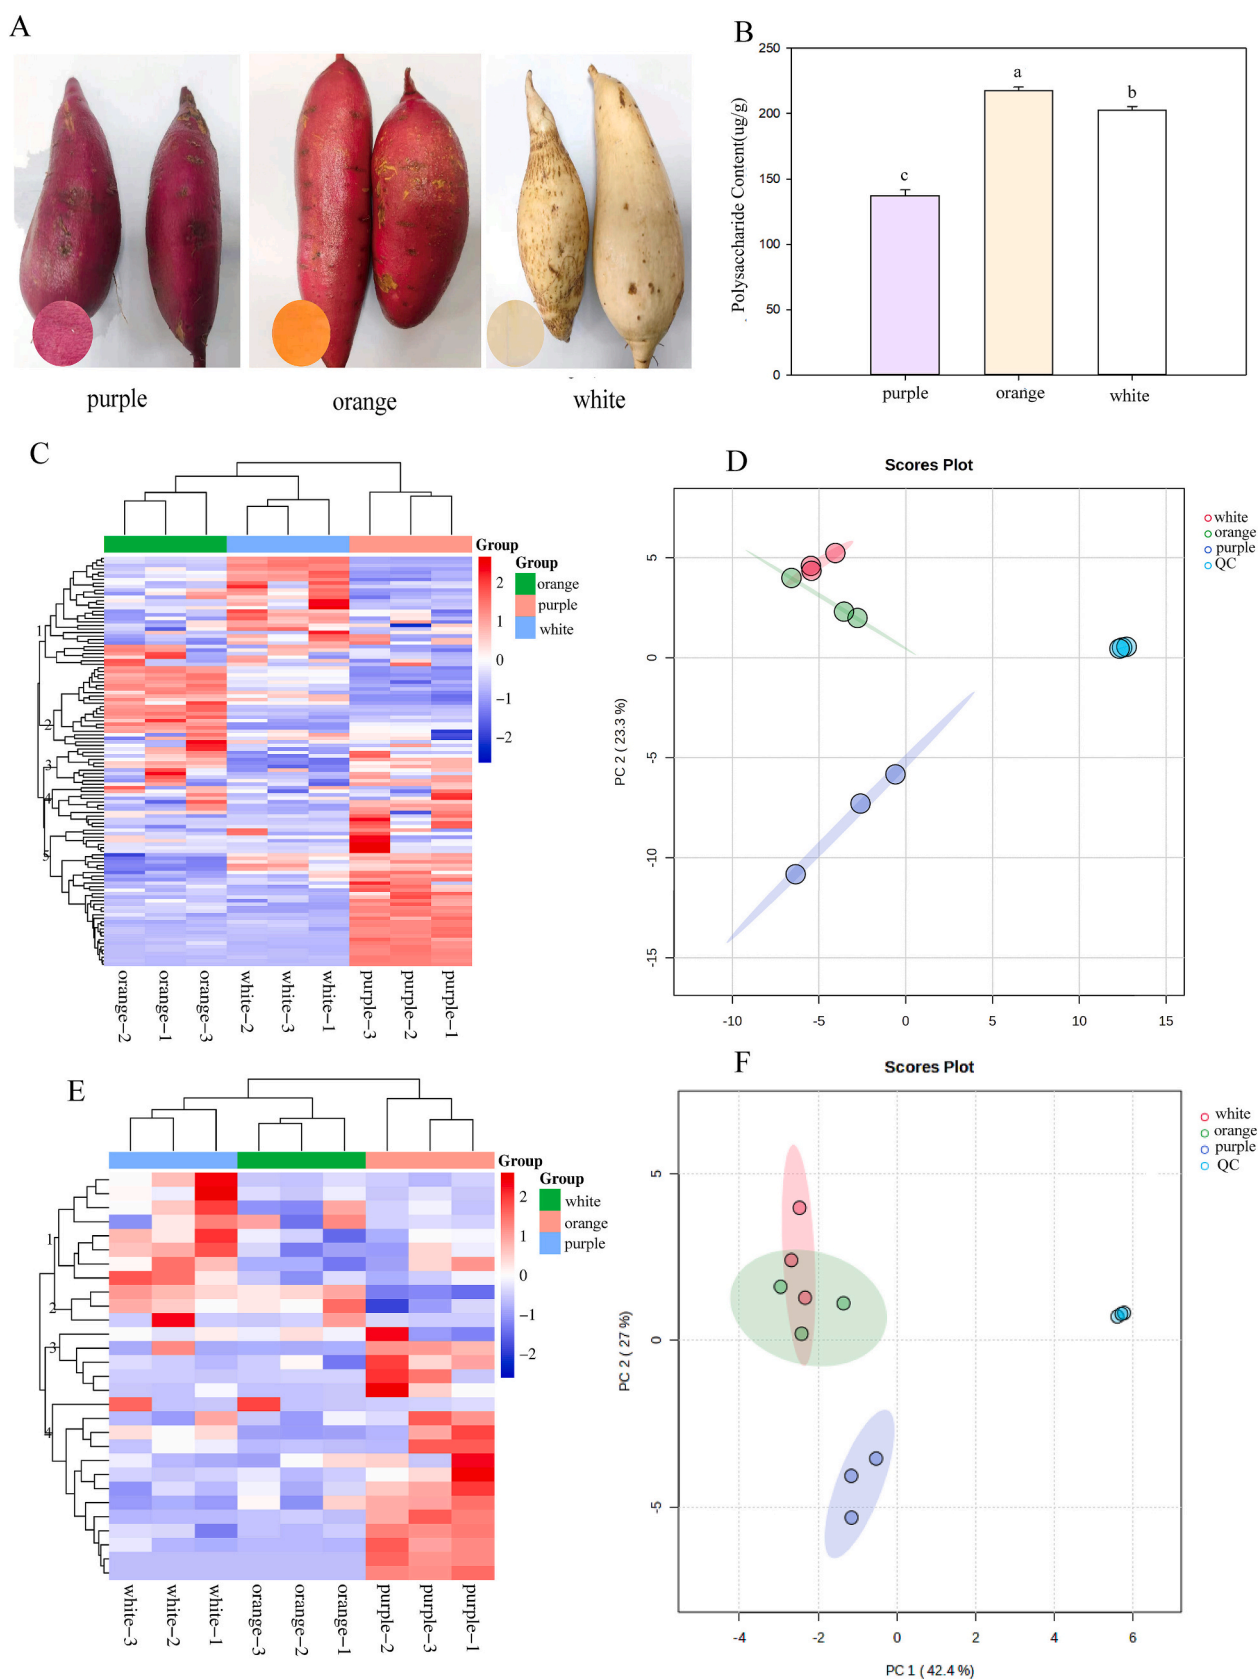 A
purple
orange
white
B
250
200
150
100
50
0
Polysaccharide Content(ug/g)
c
a
b
purple
orange
white
C
Group
2
1
0
−1
−2
Group
orange
purple
white
1
2
3
4
5
orange−2
orange−1
orange−3
white−2
white−3
white−1
purple−3
purple−2
purple−1
D
Scores Plot
PC 2 ( 23.3 %)
5
0
-5
-10
-15
-10
-5
0
5
10
15
white
orange
purple
QC
E
Group
2
1
0
−1
−2
Group
white
orange
purple
1
2
3
4
white−3
white−2
white−1
orange−3
orange−2
orange−1
purple−2
purple−3
purple−1
F
Scores Plot
PC 2 ( 27 %)
5
0
-5
-4
-2
0
2
4
6
PC 1 ( 42.4 %)
white
orange
purple
QC